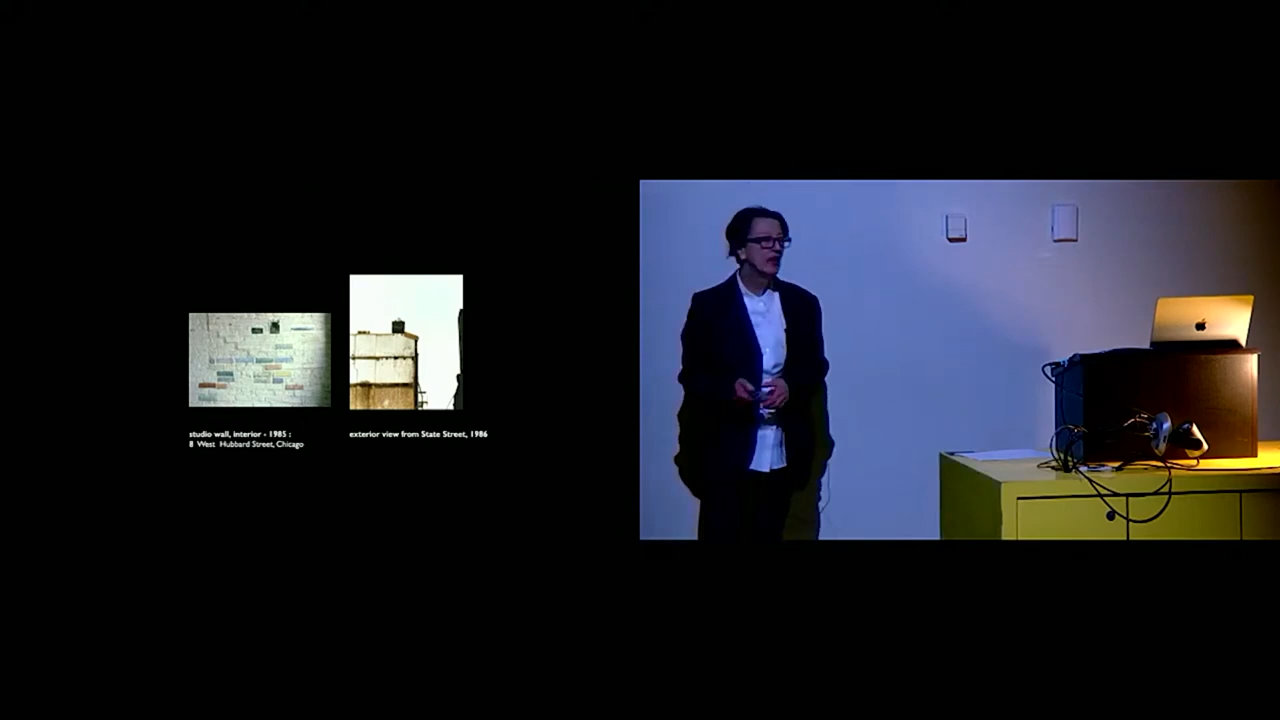 studio wall, interior - 1985 :
8 West Hubbard Street, Chicago
exterior view from State Street, 1986